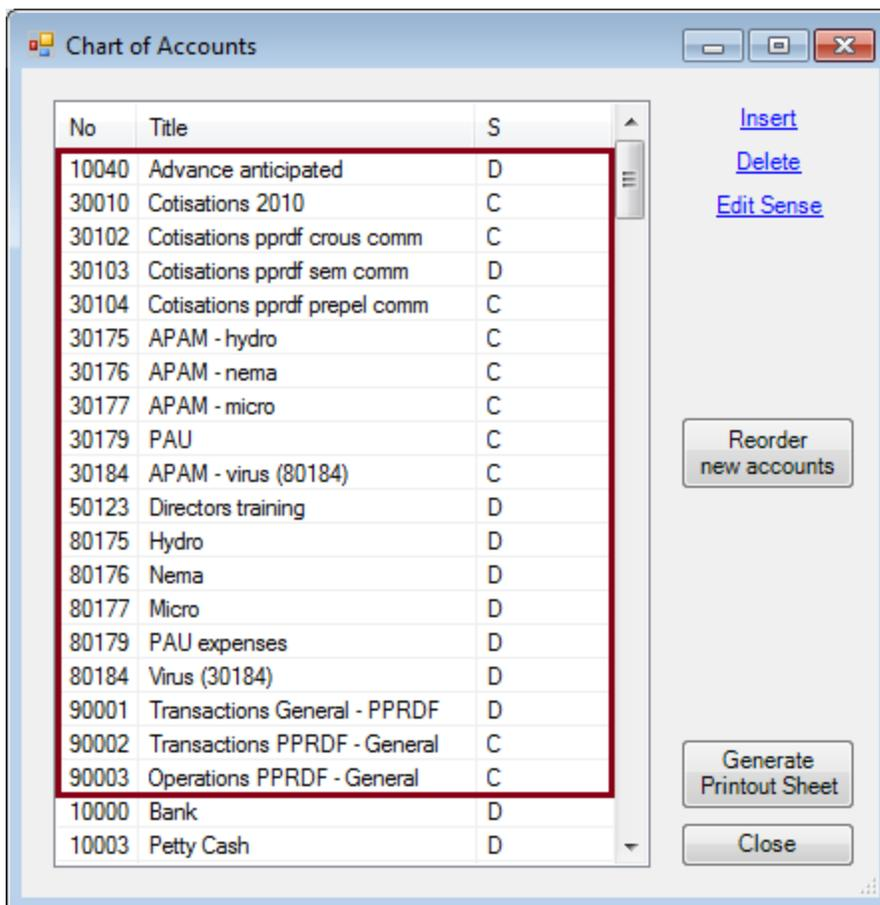 Chart of Accounts
No Title S
10040 Advance anticipated D
30010 Cotisations 2010 C
30102 Cotisations pprdf crous comm C
30103 Cotisations pprdf sem comm D
30104 Cotisations pprdf prepel comm C
30175 APAM - hydro C
30176 APAM - nema C
30177 APAM - micro C
30179 PAU C
30184 APAM - virus (80184) C
50123 Directors training D
80175 Hydro D
80176 Nema D
80177 Micro D
80179 PAU expenses D
80184 Virus (30184) D
90001 Transactions General - PPRDF D
90002 Transactions PPRDF - General C
90003 Operations PPRDF - General C
10000 Bank D
10003 Petty Cash D
Insert
Delete
Edit Sense
Reorder
new accounts
Generate
Printout Sheet
Close